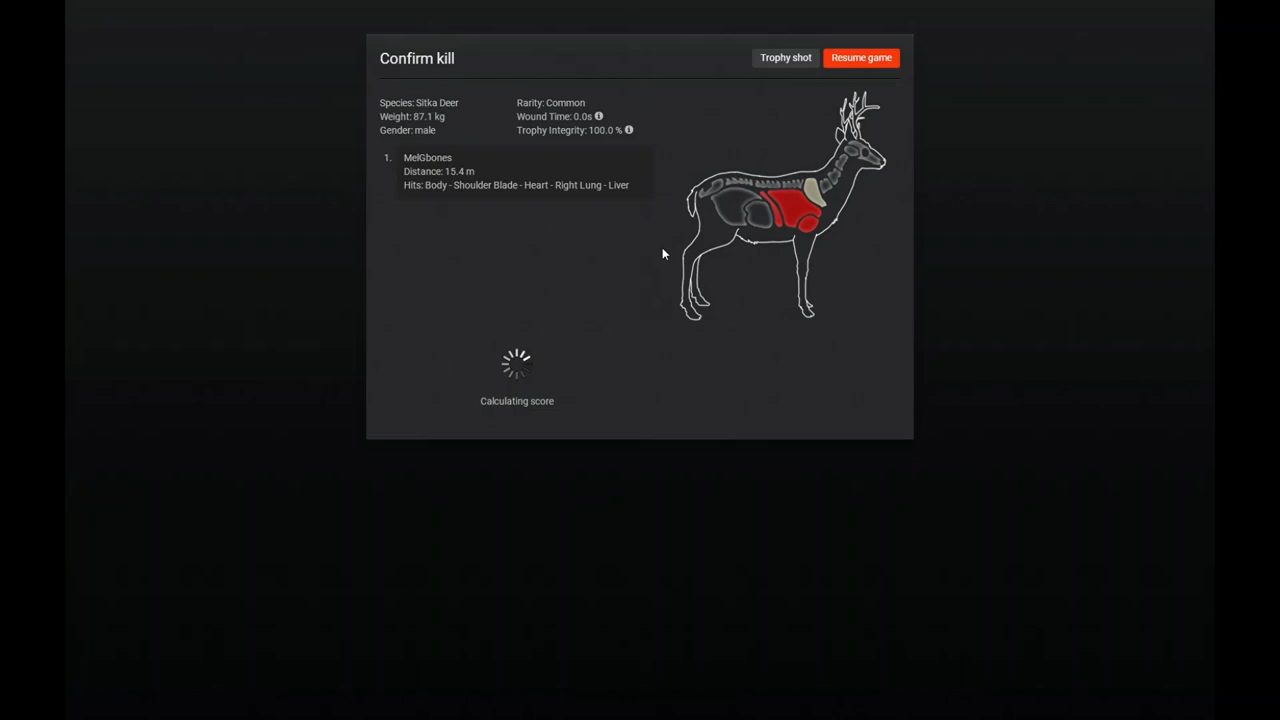 Confirm kill
Trophy shot
Resume game
Species: Sitka Deer
Weight: 87.1 kg
Gender: male
Rarity: Common
Wound Time: 0.0s
Trophy Integrity: 100.0 %
1.
MelGbones
Distance: 15.4 m
Hits: Body - Shoulder Blade - Heart - Right Lung - Liver
Calculating score